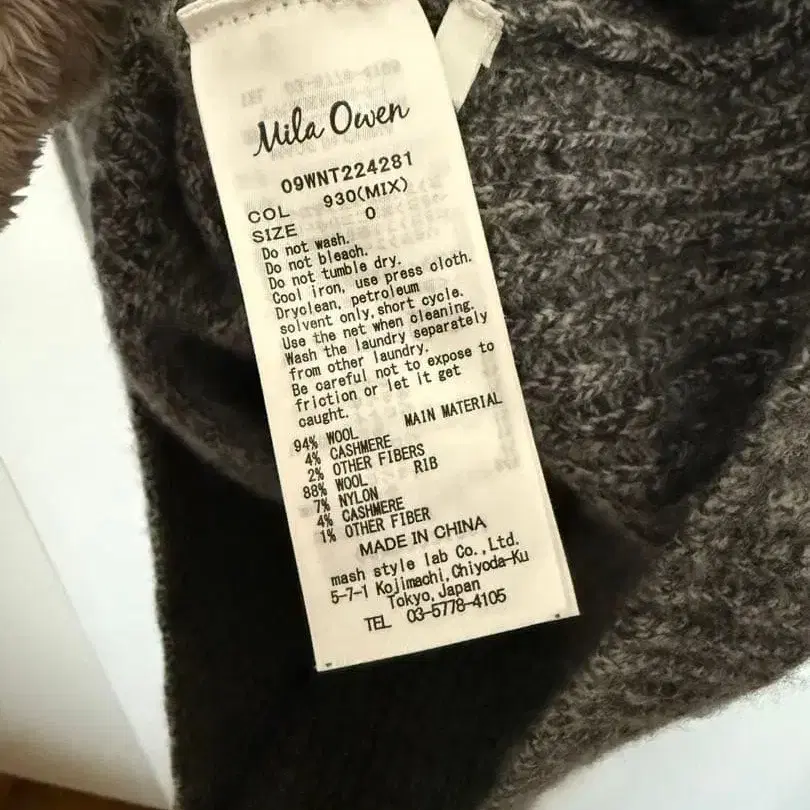 Mila Owen
09WNT224281
COL 930(MIX)
SIZE 0
Do not wash.
Do not bleach.
Do not tumble dry.
Cool iron, use press cloth.
Dryclean, petroleum
solvent only, short cycle.
Use the net when cleaning.
Wash the laundry separately
from other laundry.
Be careful not to expose to
friction or let it get
caught.
MAIN MATERIAL
94% WOOL
4% CASHMERE
2% OTHER FIBERS
RIB
88% WOOL
7% NYLON
4% CASHMERE
1% OTHER FIBER
MADE IN CHINA
mash style lab Co.,Ltd.
5-7-1 Kojimachi,Chiyoda-Ku
Tokyo,Japan
TEL 03-5778-4105